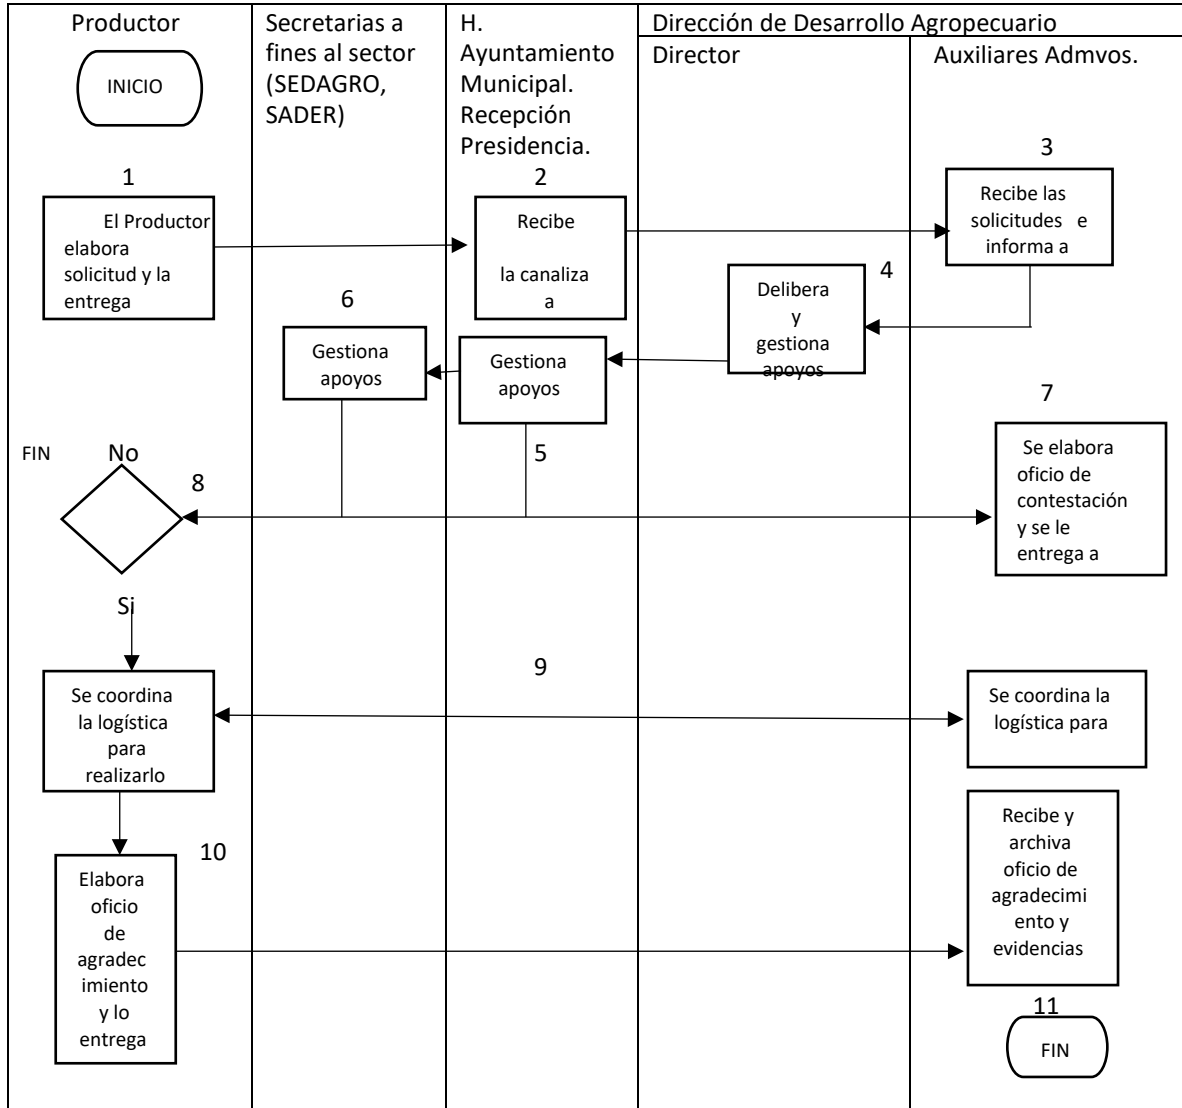 Productor
Secretarias a
fines al sector
(SEDAGRO,
SADER)
H.
Ayuntamiento
Municipal.
Recepción
Presidencia.
Dirección de Desarrollo Agropecuario
Director
Auxiliares Admvos.
INICIO
1
El Productor
elabora
solicitud y la
entrega
2
Recibe
la canaliza
a
3
Recibe las
solicitudes e
informa a
4
Delibera
y
gestiona
apoyos
6
Gestiona
apoyos
Gestiona
apoyos
5
7
Se elabora
oficio de
contestación
y se le
entrega a
FIN
No
8
Si
9
Se coordina
la logística
para
realizarlo
Se coordina la
logística para
10
Elabora
oficio
de
agradec
imiento
y lo
entrega
Recibe y
archiva
oficio de
agradecimi
ento y
evidencias
11
FIN